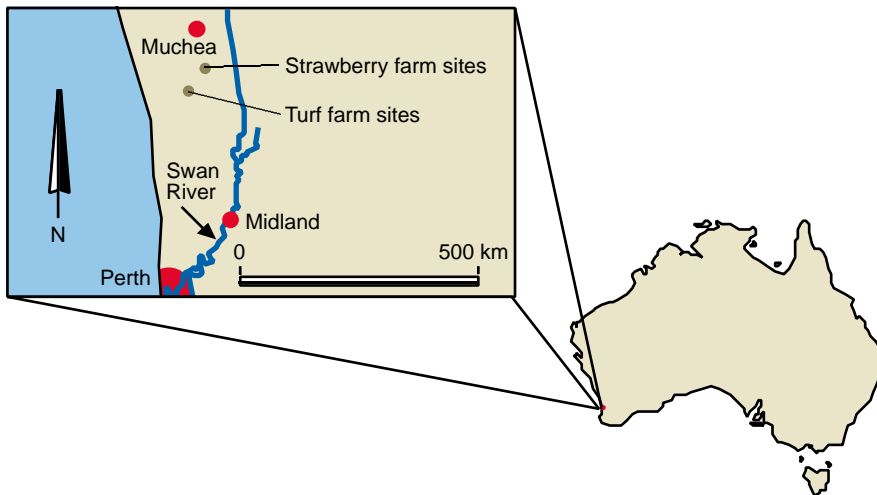 Muchea
Strawberry farm sites
Turf farm sites
Swan
River
N
Midland
0 500 km
Perth